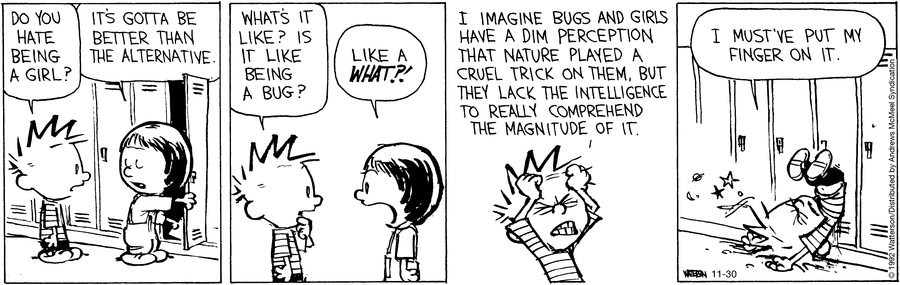 DO YOU
HATE
BEING
A GIRL?
IT'S GOTTA BE
BETTER THAN
THE ALTERNATIVE.
WHAT'S IT
LIKE? IS
IT LIKE
BEING
A BUG?
LIKE A
WHAT?!
I IMAGINE BUGS AND GIRLS
HAVE A DIM PERCEPTION
THAT NATURE PLAYED A
CRUEL TRICK ON THEM, BUT
THEY LACK THE INTELLIGENCE
TO REALLY COMPREHEND
THE MAGNITUDE OF IT.
I MUST'VE PUT MY
FINGER ON IT.
WATTERSON 11-30
© 1992 Watterson/Distributed by Andrews McMeel Syndication